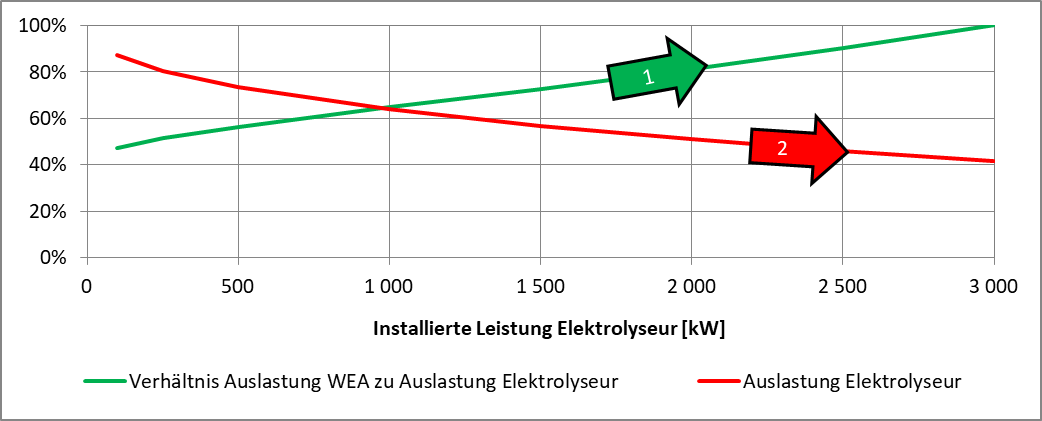 100%
80%
60%
40%
20%
0%
1
2
0 500 1 000 1 500 2 000 2 500 3 000
Installierte Leistung Elektrolyseur [kW]
Verhältnis Auslastung WEA zu Auslastung Elektrolyseur Auslastung Elektrolyseur